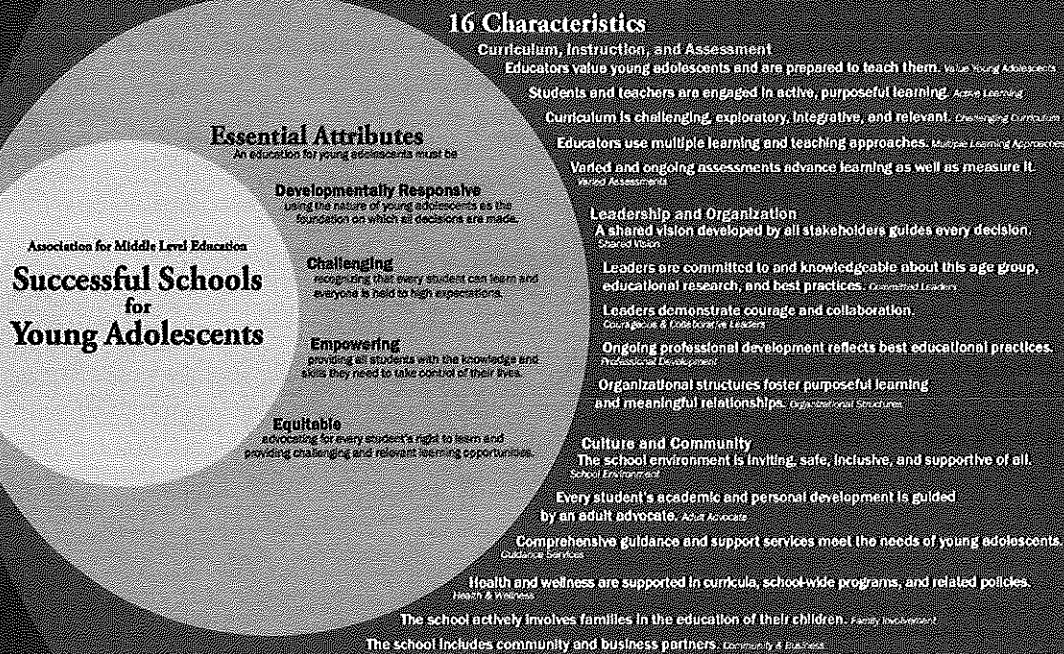 Association for Middle Level Education
Successful Schools
for
Young Adolescents
Essential Attributes
An education for young adolescents must be
Developmentally Responsive
using the nature of young adolescents as the
foundation on which all decisions are made.
Challenging
recognizing that every student can learn and
everyone is held to high expectations.
Empowering
providing all students with the knowledge and
skills they need to take control of their lives.
Equitable
advocating for every student's right to learn and
providing challenging and relevant learning opportunities.
16 Characteristics
Curriculum, Instruction, and Assessment
Educators value young adolescents and are prepared to teach them. Value Young Adolescents
Students and teachers are engaged in active, purposeful learning. Active Learning
Curriculum is challenging, exploratory, integrative, and relevant. Challenging Curriculum
Educators use multiple learning and teaching approaches. Multiple Learning Approaches
Varied and ongoing assessments advance learning as well as measure it.
Varied Assessments
Leadership and Organization
A shared vision developed by all stakeholders guides every decision.
Shared Vision
Leaders are committed to and knowledgeable about this age group,
educational research, and best practices. Committed Leaders
Leaders demonstrate courage and collaboration.
Courageous & Collaborative Leaders
Ongoing professional development reflects best educational practices.
Professional Development
Organizational structures foster purposeful learning
and meaningful relationships. Organizational Structures
Culture and Community
The school environment is inviting, safe, inclusive, and supportive of all.
School Environment
Every student's academic and personal development is guided
by an adult advocate. Adult Advocate
Comprehensive guidance and support services meet the needs of young adolescents.
Guidance Services
Health and wellness are supported in curricula, school-wide programs, and related policies.
Health & Wellness
The school actively involves families in the education of their children. Family Involvement
The school includes community and business partners. Community & Business